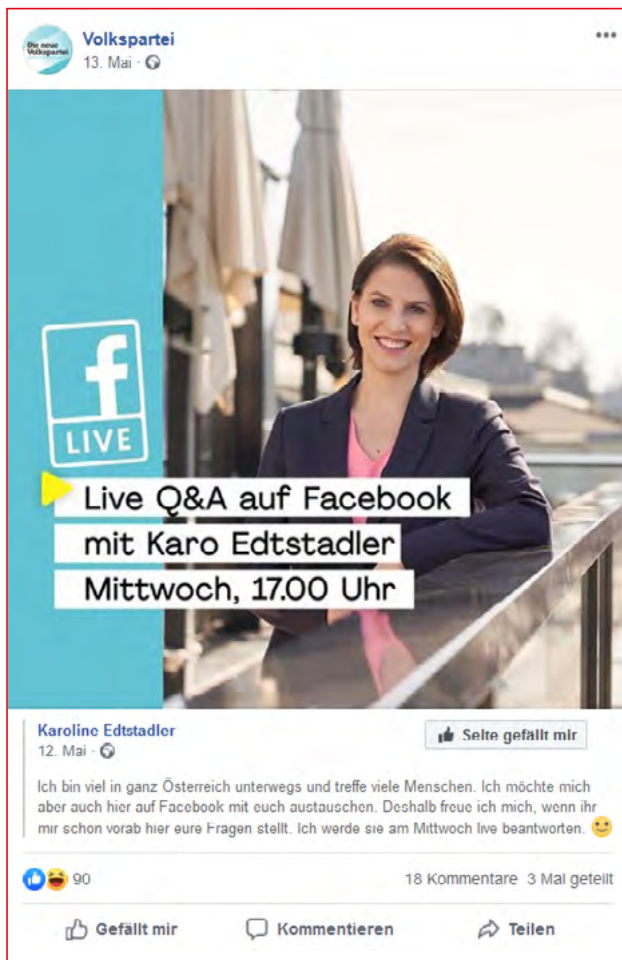 Die neue
Volkspartei
Volkspartei
13. Mai ·
f
LIVE
Live Q&A auf Facebook
mit Karo Edtstadler
Mittwoch, 17.00 Uhr
Karoline Edtstadler
12. Mai ·
Seite gefällt mir
Ich bin viel in ganz Österreich unterwegs und treffe viele Menschen. Ich möchte mich
aber auch hier auf Facebook mit euch austauschen. Deshalb freue ich mich, wenn ihr
mir schon vorab hier eure Fragen stellt. Ich werde sie am Mittwoch live beantworten.
90
18 Kommentare 3 Mal geteilt
Gefällt mir
Kommentieren
Teilen